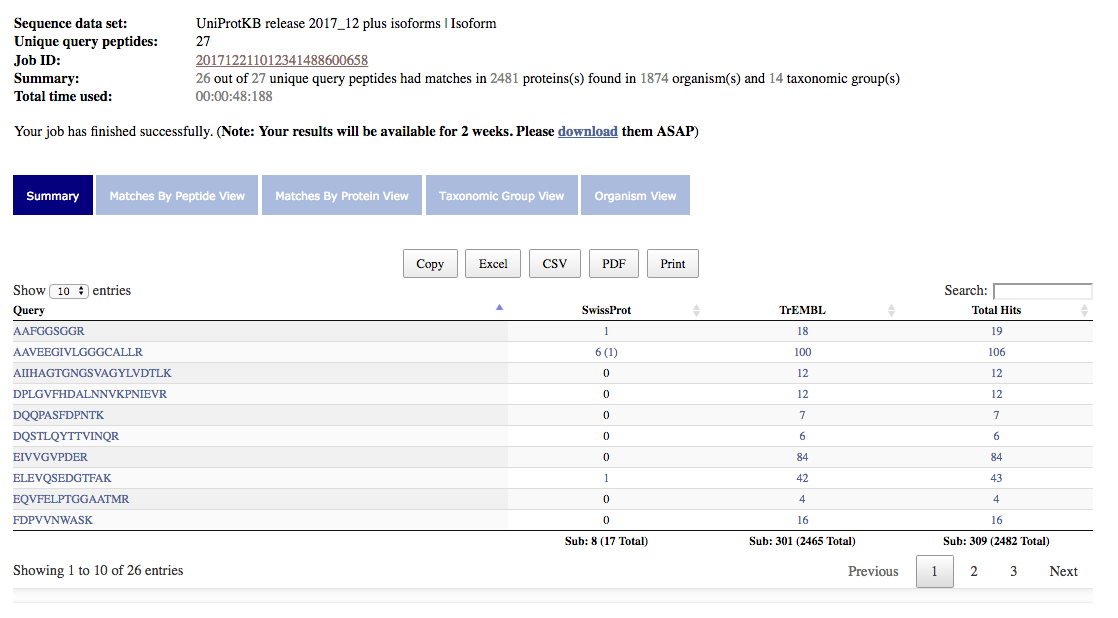 Sequence data set: UniProtKB release 2017_12 plus isoforms | Isoform
Unique query peptides: 27
Job ID: 201712211012341488600658
Summary: 26 out of 27 unique query peptides had matches in 2481 proteins(s) found in 1874 organism(s) and 14 taxonomic group(s)
Total time used: 00:00:48:188
Your job has finished successfully. (Note: Your results will be available for 2 weeks. Please download them ASAP)
Summary Matches By Peptide View Matches By Protein View Taxonomic Group View Organism View
Copy Excel CSV PDF Print
Show 10 entries Search:
Query SwissProt TrEMBL Total Hits
AAFGGSGGR 1 18 19
AAVEEGIVLGGGCALLR 6 (1) 100 106
AIIHAGTGNGSVAGYLVDTLK 0 12 12
DPLGVFHDALNNVKPNIEVR 0 12 12
DQQPASFDPNTK 0 7 7
DQSTLQYTTVINQR 0 6 6
EIVVGVPDER 0 84 84
ELEVQSEDGTFAK 1 42 43
EQVFELPTGGAATMR 0 4 4
FDPVVNWASK 0 16 16
Sub: 8 (17 Total) Sub: 301 (2465 Total) Sub: 309 (2482 Total)
Showing 1 to 10 of 26 entries Previous 1 2 3 Next